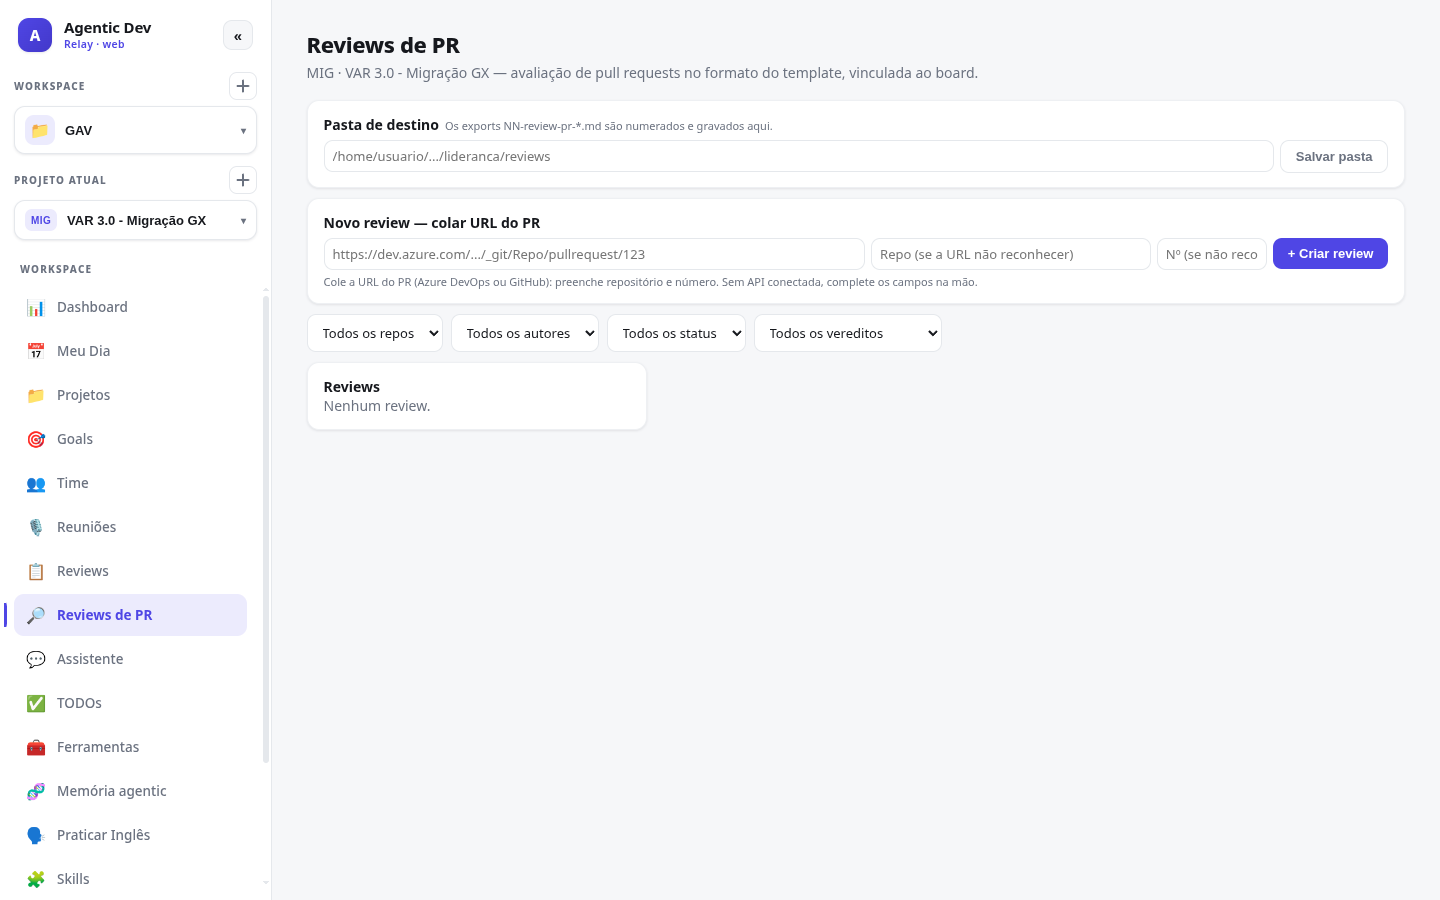 A
Agentic Dev
Relay · web
«
WORKSPACE
GAV
PROJETO ATUAL
MIG VAR 3.0 - Migração GX
WORKSPACE
Dashboard
Meu Dia
Projetos
Goals
Time
Reuniões
Reviews
Reviews de PR
Assistente
TODOs
Ferramentas
Memória agentic
Praticar Inglês
Skills
Reviews de PR
MIG · VAR 3.0 - Migração GX — avaliação de pull requests no formato do template, vinculada ao board.
Pasta de destino Os exports NN-review-pr-*.md são numerados e gravados aqui.
/home/usuario/.../lideranca/reviews Salvar pasta
Novo review — colar URL do PR
https://dev.azure.com/.../_git/Repo/pullrequest/123 Repo (se a URL não reconhecer) Nº (se não reco + Criar review
Cole a URL do PR (Azure DevOps ou GitHub): preenche repositório e número. Sem API conectada, complete os campos na mão.
Todos os repos Todos os autores Todos os status Todos os vereditos
Reviews
Nenhum review.